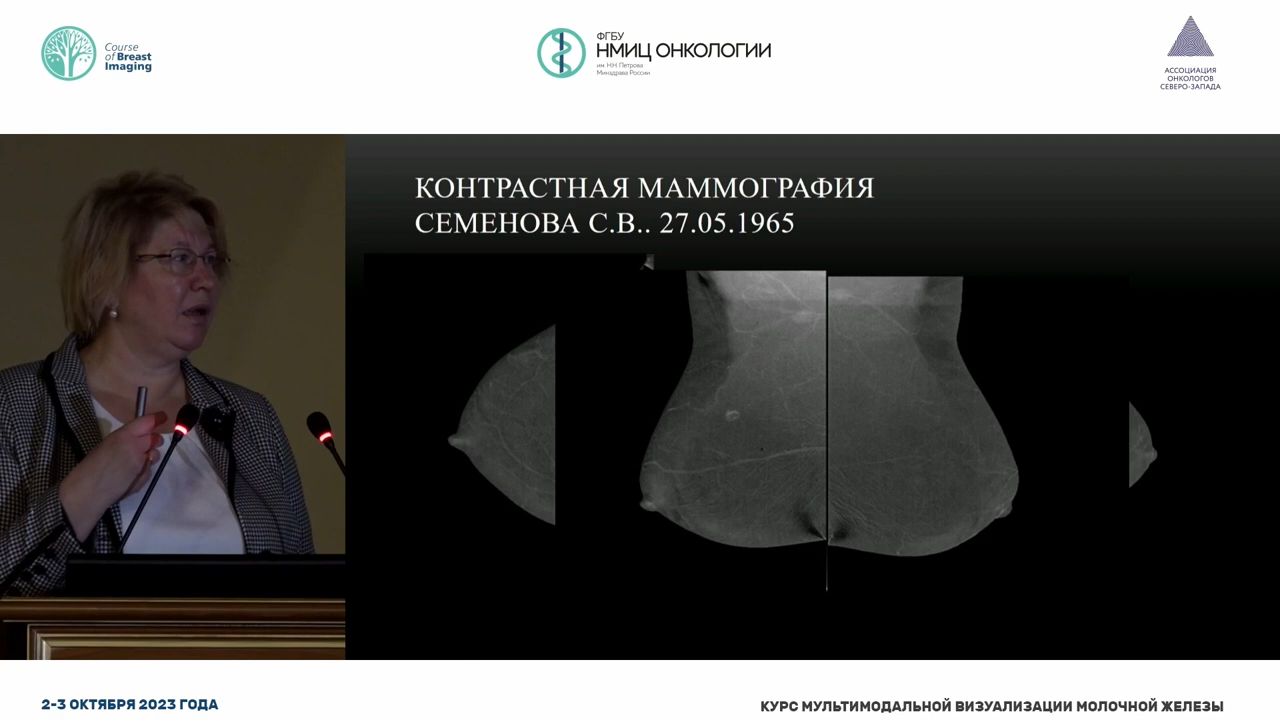 Course
of Breast
Imaging
ФГБУ
НМИЦ ОНКОЛОГИИ
им. Н.Н. Петрова
Минздрава России
АССОЦИАЦИЯ
ОНКОЛОГОВ
СЕВЕРО-ЗАПАДА
КОНТРАСТНАЯ МАММОГРАФИЯ
СЕМЕНОВА С.В.. 27.05.1965
2-3 ОКТЯБРЯ 2023 ГОДА
КУРС МУЛЬТИМОДАЛЬНОЙ ВИЗУАЛИЗАЦИИ МОЛОЧНОЙ ЖЕЛЕЗЫ